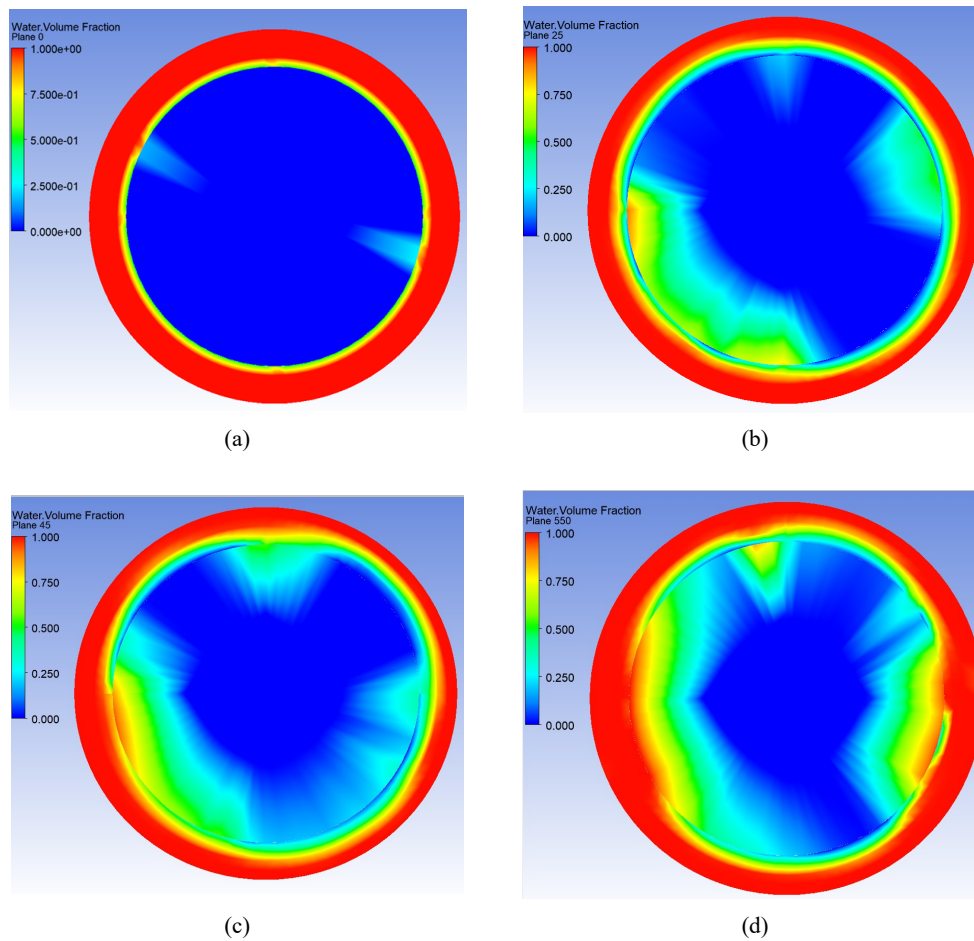 Water.Volume Fraction
Plane 0
1.000e+00
7.500e-01
5.000e-01
2.500e-01
0.000e+00
(a)
Water.Volume Fraction
Plane 25
1.000
0.750
0.500
0.250
0.000
(b)
Water.Volume Fraction
Plane 45
1.000
0.750
0.500
0.250
0.000
(c)
Water.Volume Fraction
Plane 550
1.000
0.750
0.500
0.250
0.000
(d)